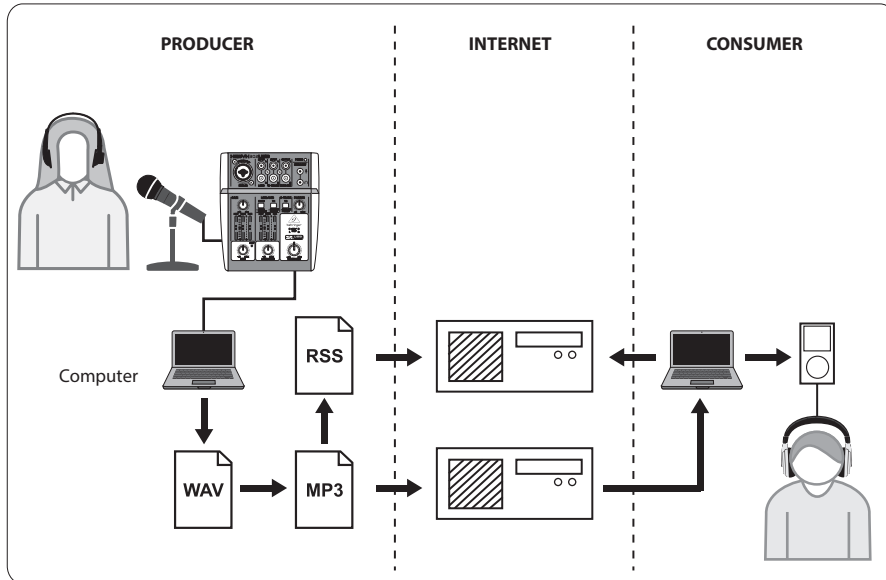 PRODUCER
INTERNET
CONSUMER
Computer
RSS
WAV
MP3